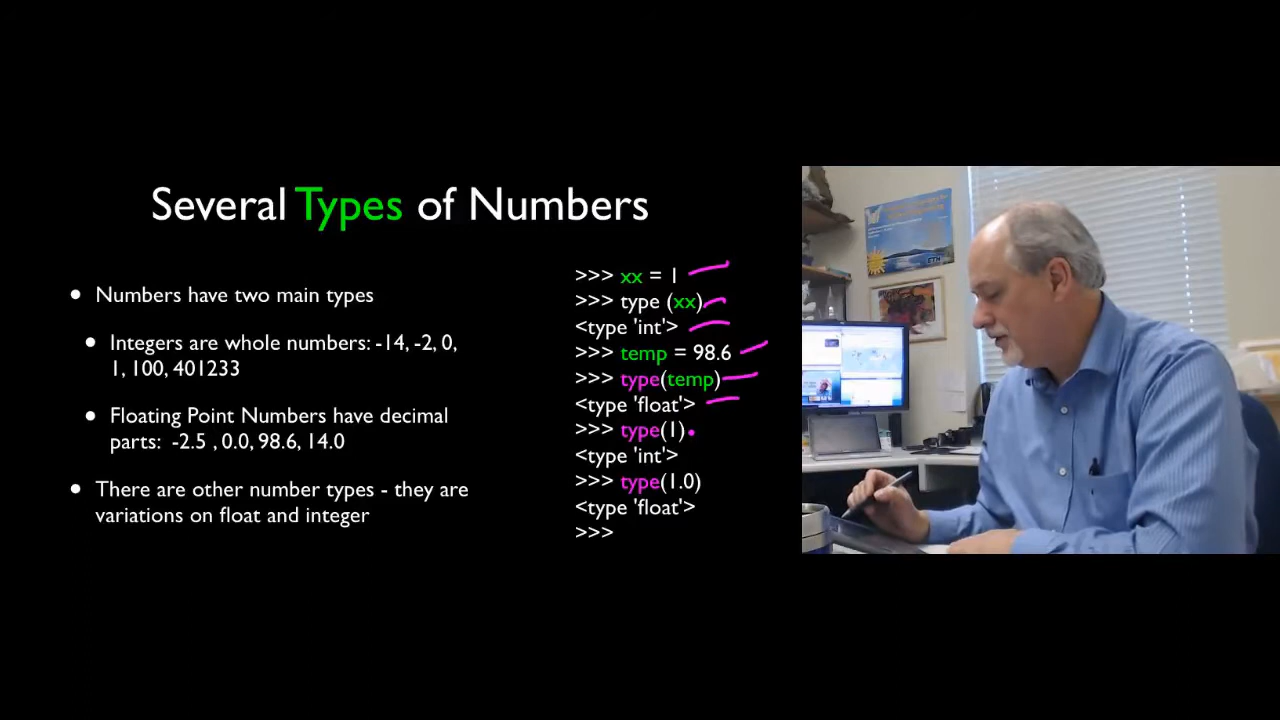 Several Types of Numbers
• Numbers have two main types
• Integers are whole numbers: -14, -2, 0,
1, 100, 401233
• Floating Point Numbers have decimal
parts:  -2.5 , 0.0, 98.6, 14.0
• There are other number types - they are
variations on float and integer
>>> xx = 1
>>> type (xx)
<type 'int'>
>>> temp = 98.6
>>> type(temp)
<type 'float'>
>>> type(1)
<type 'int'>
>>> type(1.0)
<type 'float'>
>>>